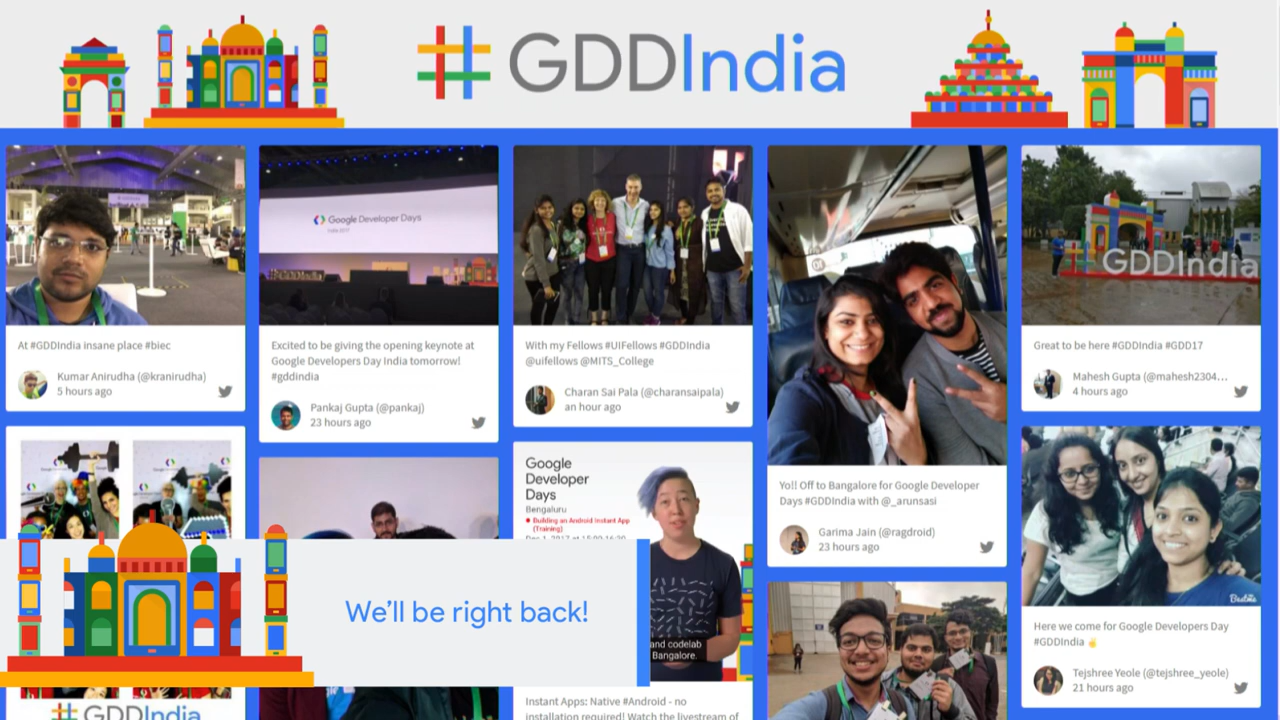 #GDDIndia
At #GDDIndia insane place #biec
Kumar Anirudha (@kranirudha)
5 hours ago
Google Developer Days
India 2017
#GDDIndia
Excited to be giving the opening keynote at
Google Developers Day India tomorrow!
#gddindia
Pankaj Gupta (@pankaj)
23 hours ago
With my Fellows #UIFellows #GDDIndia
@uifellows @MITS_College
Charan Sai Pala (@charansaipala)
an hour ago
Google
Developer
Days
Bengaluru
Building an Android Instant App
(Training)
and codelab
Bangalore.
Instant Apps: Native #Android - no
installation required! Watch the livestream of
Yo!! Off to Bangalore for Google Developer
Days #GDDIndia with @_arunsasi
Garima Jain (@ragdroid)
23 hours ago
#GDDIndia
Great to be here #GDDIndia #GDD17
Mahesh Gupta (@mahesh2304...
4 hours ago
Here we come for Google Developers Day
#GDDIndia ✌
Tejshree Yeole (@tejshree_yeole)
21 hours ago
We'll be right back!
#GDDIndia